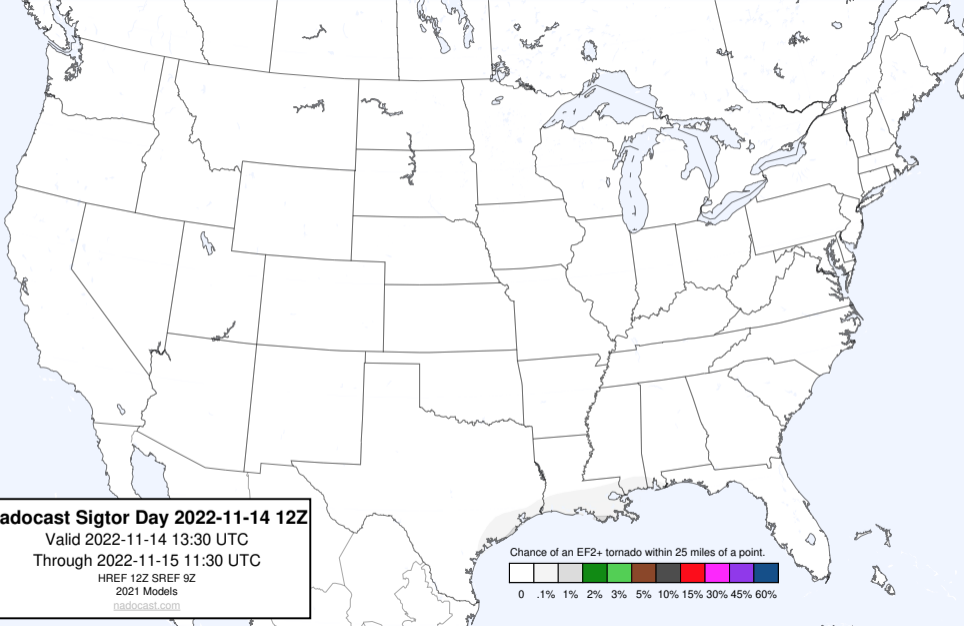 adocast Sigtor Day 2022-11-14 12Z
Valid 2022-11-14 13:30 UTC
Through 2022-11-15 11:30 UTC
HREF 12Z SREF 9Z
2021 Models
nadocast.com
Chance of an EF2+ tornado within 25 miles of a point.
0 .1% 1% 2% 3% 5% 10% 15% 30% 45% 60%